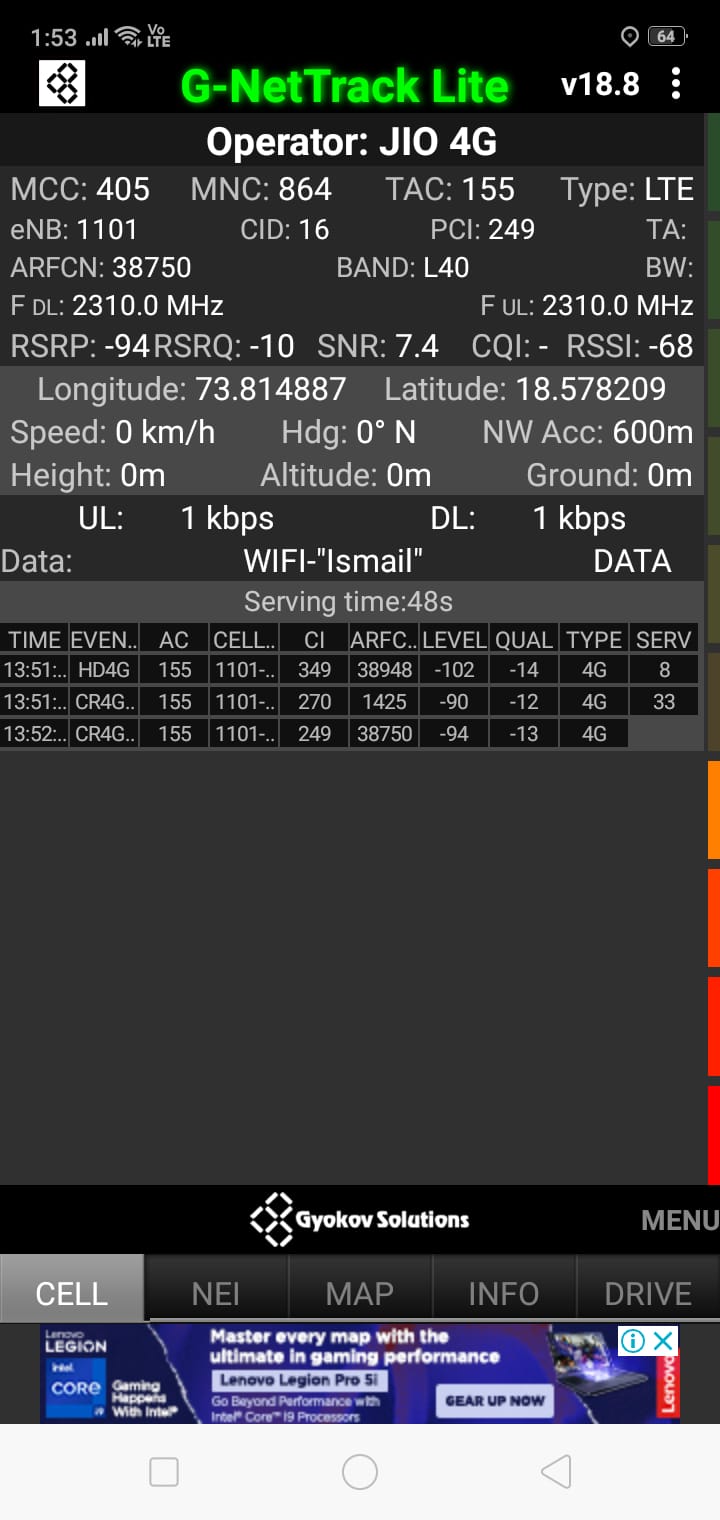 1:53 Vo LTE 64
G-NetTrack Lite v18.8
Operator: JIO 4G
MCC: 405 MNC: 864 TAC: 155 Type: LTE
eNB: 1101 CID: 16 PCI: 249 TA:
ARFCN: 38750 BAND: L40 BW:
F DL: 2310.0 MHz F UL: 2310.0 MHz
RSRP: -94 RSRQ: -10 SNR: 7.4 CQI: - RSSI: -68
Longitude: 73.814887 Latitude: 18.578209
Speed: 0 km/h Hdg: 0° N NW Acc: 600m
Height: 0m Altitude: 0m Ground: 0m
UL: 1 kbps DL: 1 kbps
Data: WIFI-"Ismail" DATA
Serving time:48s
TIME EVEN.. AC CELL.. CI ARFC.. LEVEL QUAL TYPE SERV
13:51:.. HD4G 155 1101-.. 349 38948 -102 -14 4G 8
13:51:.. CR4G.. 155 1101-.. 270 1425 -90 -12 4G 33
13:52:.. CR4G.. 155 1101-.. 249 38750 -94 -13 4G
Gyokov Solutions MENU
CELL NEI MAP INFO DRIVE
Lenovo
LEGION
intel
CORE i9
Gaming
Happens
With Intel®
Master every map with the
ultimate in gaming performance
Lenovo Legion Pro 5i
Go Beyond Performance with
Intel® Core™ i9 Processors
GEAR UP NOW
Lenovo